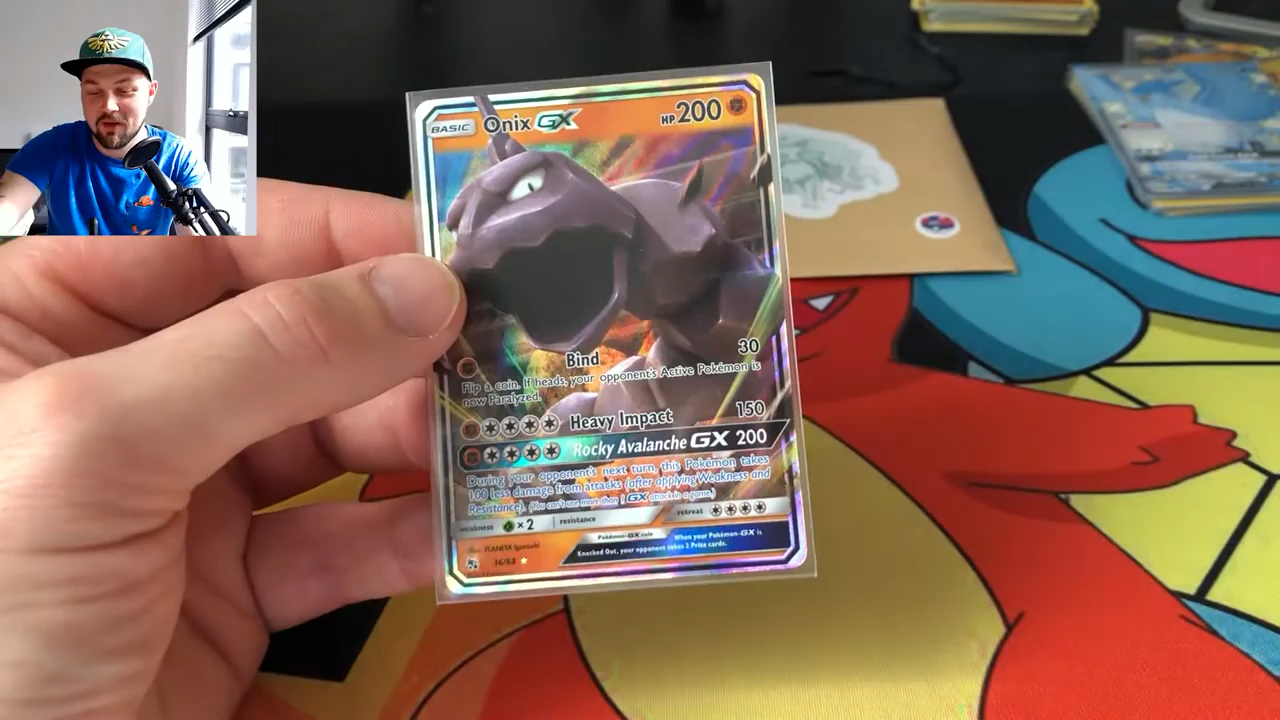 BASIC Onix GX HP 200
Bind 30
Flip a coin. If heads, your opponent's Active Pokémon is
now Paralyzed.
Heavy Impact 150
Rocky Avalanche GX 200
During your opponent's next turn, this Pokémon takes
100 less damage from attacks (after applying Weakness and
Resistance). (You can't use more than 1 GX attack in a game.)
weakness ×2 resistance retreat
Pokémon-GX rule When your Pokémon-GX is
Knocked Out, your opponent takes 2 Prize cards.
Illus. PLANETA Igarashi
36/68